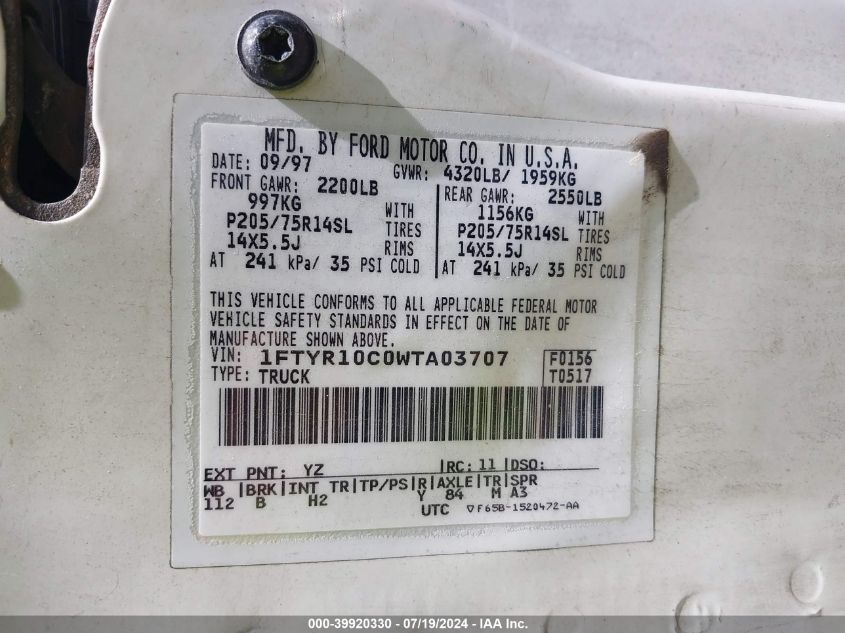 MFD. BY FORD MOTOR CO. IN U.S.A.
DATE: 09/97 GVWR: 4320LB/ 1959KG
FRONT GAWR: 2200LB REAR GAWR: 2550LB
997KG WITH 1156KG WITH
P205/75R14SL TIRES P205/75R14SL TIRES
14X5.5J RIMS 14X5.5J RIMS
AT 241 kPa/ 35 PSI COLD AT 241 kPa/ 35 PSI COLD
THIS VEHICLE CONFORMS TO ALL APPLICABLE FEDERAL MOTOR
VEHICLE SAFETY STANDARDS IN EFFECT ON THE DATE OF
MANUFACTURE SHOWN ABOVE.
VIN: 1FTYR10C0WTA03707 F0156
TYPE: TRUCK T0517
EXT PNT: YZ RC: 11 DSO:
WB BRK INT TR TP/PS R AXLE TR SPR
112 B H2 Y 84 M A3
UTC ▽F65B-1520472-AA
000-39920330 - 07/19/2024 - IAA Inc.